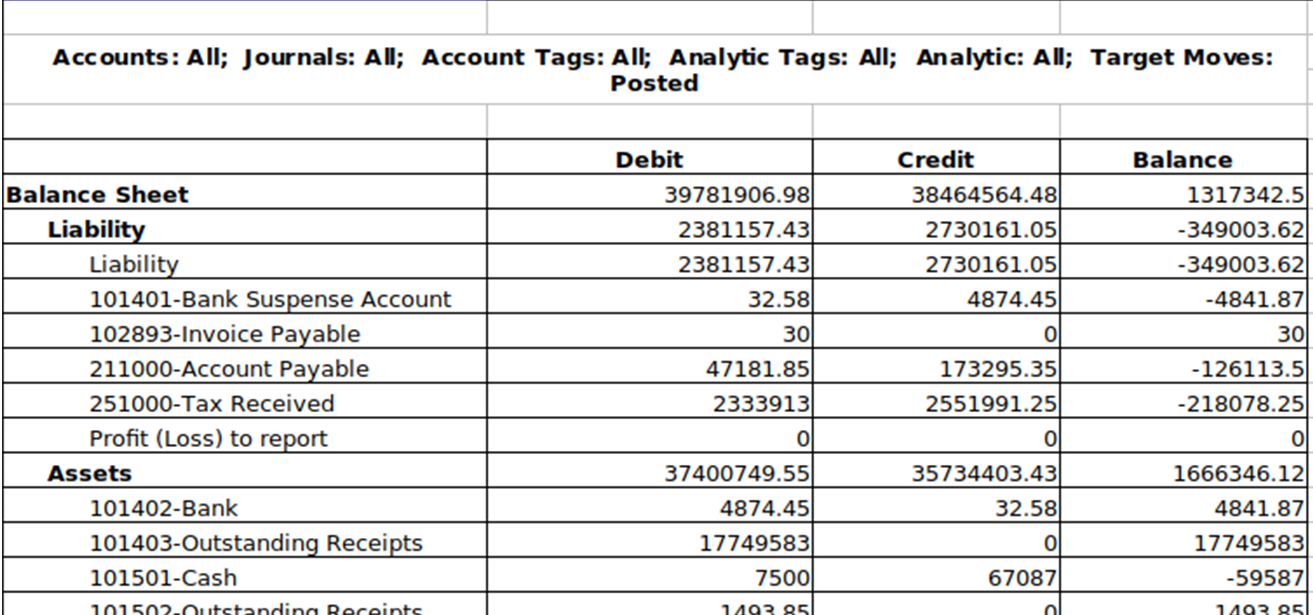 Accounts: All; Journals: All; Account Tags: All; Analytic Tags: All; Analytic: All; Target Moves:
Posted
Debit Credit Balance
Balance Sheet 39781906.98 38464564.48 1317342.5
Liability 2381157.43 2730161.05 -349003.62
Liability 2381157.43 2730161.05 -349003.62
101401-Bank Suspense Account 32.58 4874.45 -4841.87
102893-Invoice Payable 30 0 30
211000-Account Payable 47181.85 173295.35 -126113.5
251000-Tax Received 2333913 2551991.25 -218078.25
Profit (Loss) to report 0 0 0
Assets 37400749.55 35734403.43 1666346.12
101402-Bank 4874.45 32.58 4841.87
101403-Outstanding Receipts 17749583 0 17749583
101501-Cash 7500 67087 -59587
101502-Outstanding Receipts 1493.85 0 1493.85